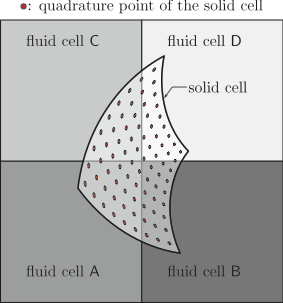 : quadrature point of the solid cell
fluid cell C
fluid cell D
solid cell
fluid cell A
fluid cell B